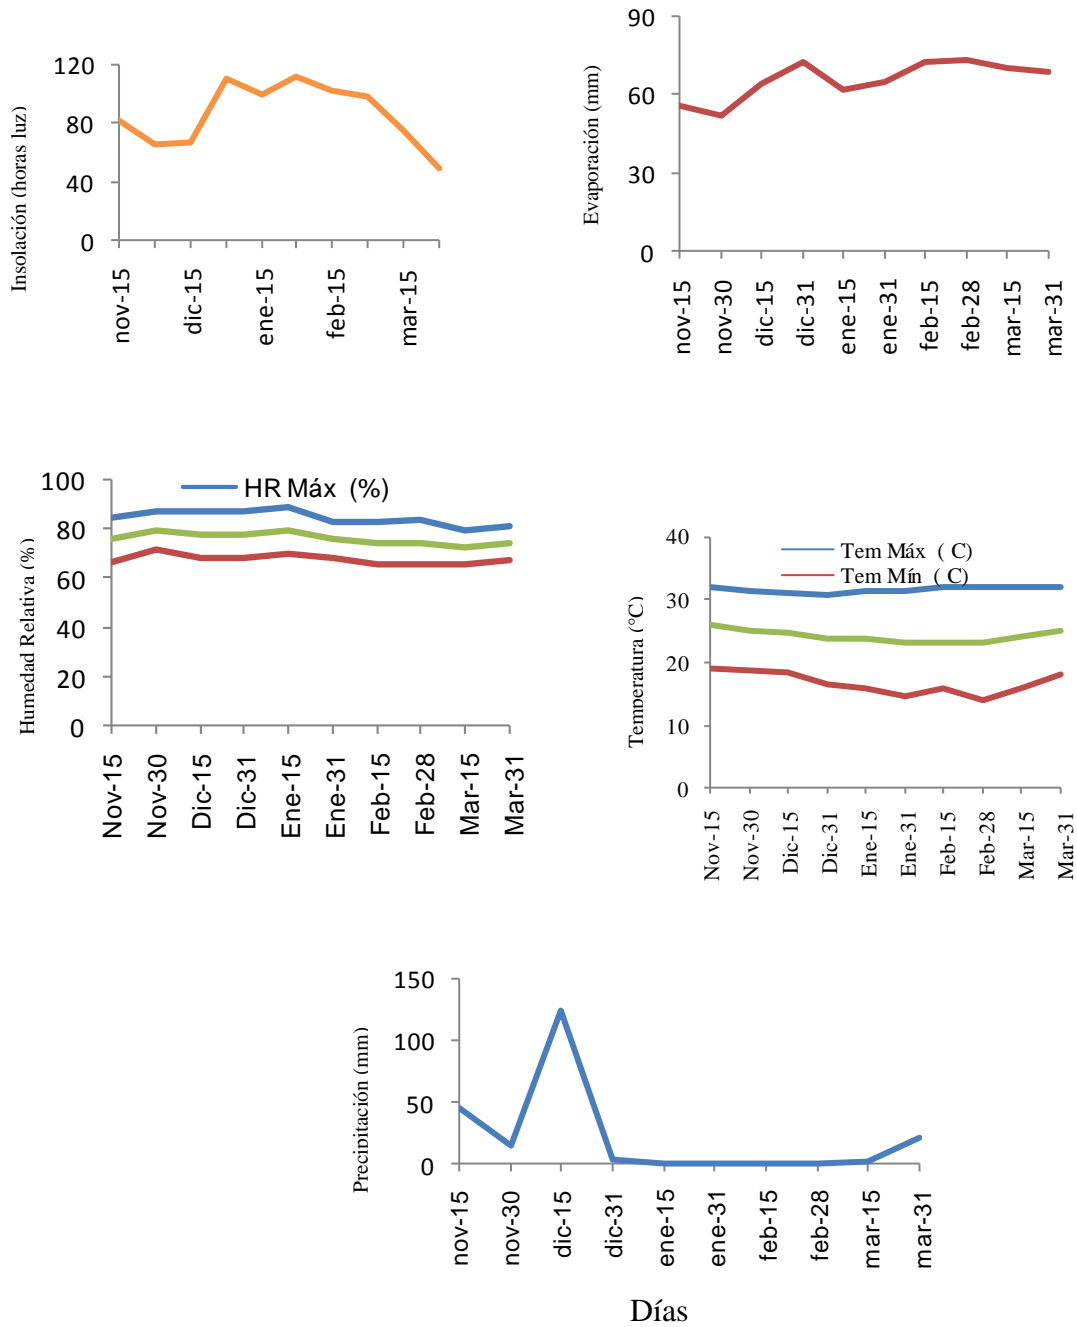 120
80
40
0
Insolación (horas luz)
nov-15
dic-15
ene-15
feb-15
mar-15
90
60
30
0
Evaporación (mm)
nov-15
nov-30
dic-15
dic-31
ene-15
ene-31
feb-15
feb-28
mar-15
mar-31
HR Máx (%)
100
80
60
40
20
0
Humedad Relativa (%)
Nov-15
Nov-30
Dic-15
Dic-31
Ene-15
Ene-31
Feb-15
Feb-28
Mar-15
Mar-31
Tem Máx ( C)
Tem Mín ( C)
40
30
20
10
0
Temperatura (°C)
Nov-15
Nov-30
Dic-15
Dic-31
Ene-15
Ene-31
Feb-15
Feb-28
Mar-15
Mar-31
150
100
50
0
Precipitación (mm)
nov-15
nov-30
dic-15
dic-31
ene-15
ene-31
feb-15
feb-28
mar-15
mar-31
Días